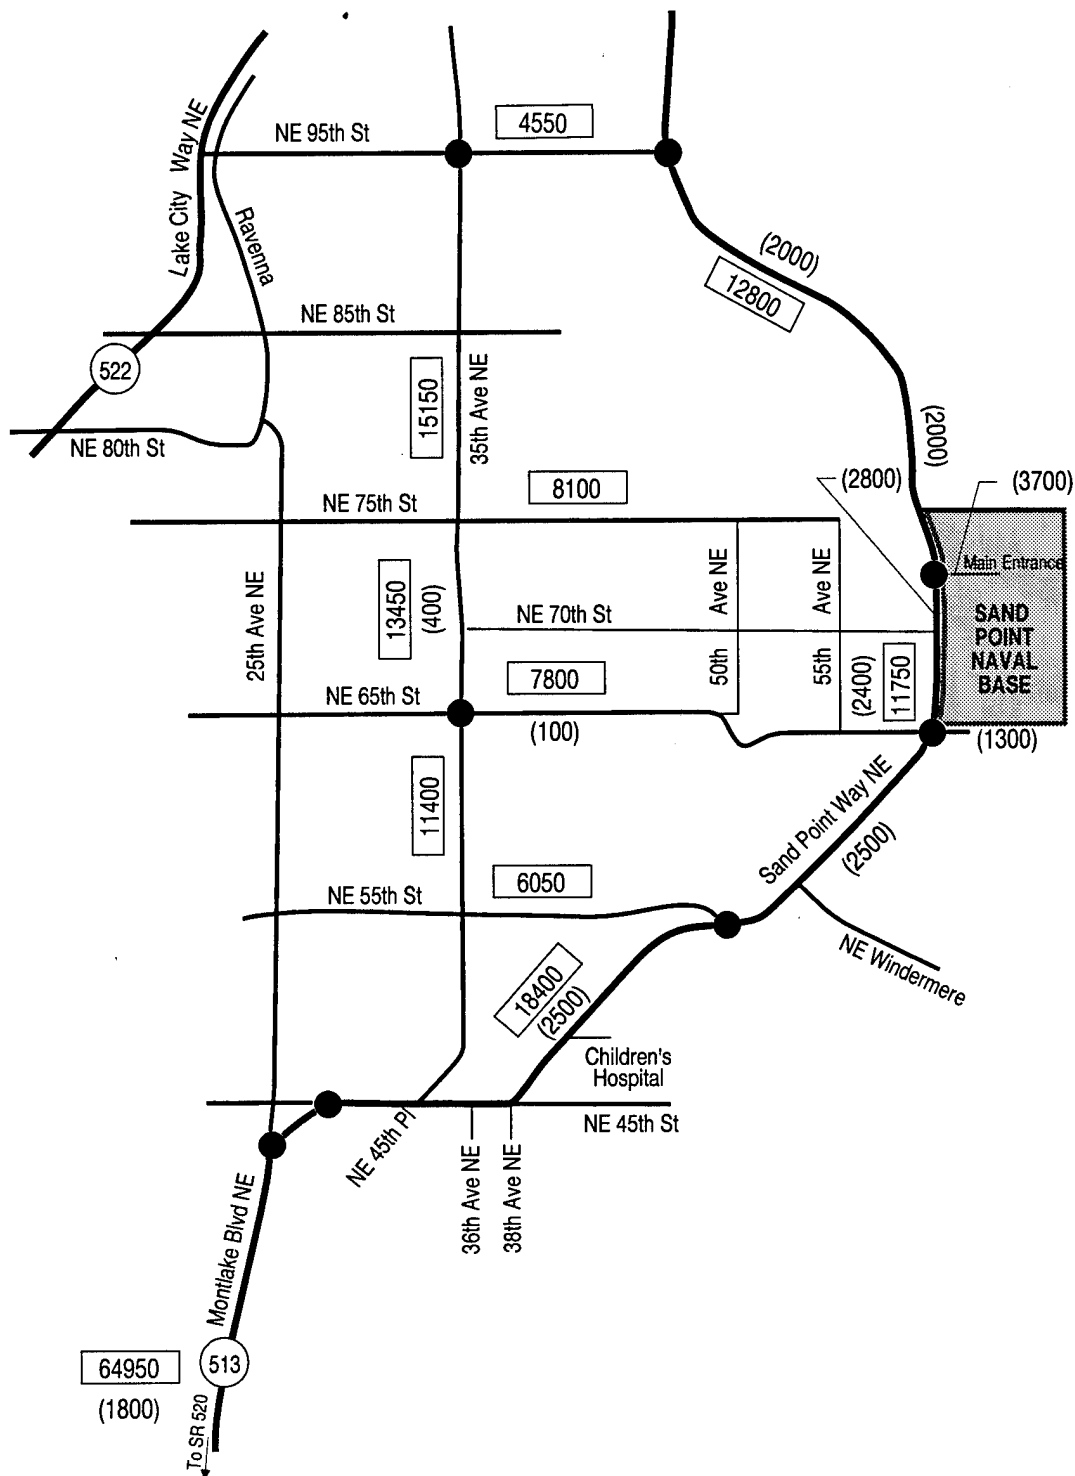 4550
NE 95th St
Lake City Way NE
Ravenna
(2000)
12800
NE 85th St
522
15150
35th Ave NE
(2000)
NE 80th St
8100
(2800)
(3700)
NE 75th St
Main Entrance
25th Ave NE
13450
(400)
50th Ave NE
55th Ave NE
NE 70th St
SAND
POINT
NAVAL
BASE
7800
(2400)
11750
NE 65th St
(100)
(1300)
11400
Sand Point Way NE
(2500)
6050
NE 55th St
NE Windermere
18400
(2500)
Children's
Hospital
NE 45th St
NE 45th Pl
36th Ave NE
38th Ave NE
Montlake Blvd NE
64950
513
(1800)
To SR 520